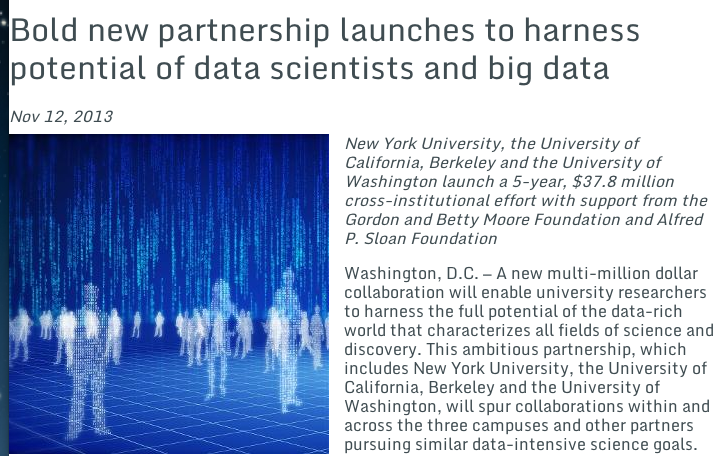 Bold new partnership launches to harness
potential of data scientists and big data
Nov 12, 2013
New York University, the University of
California, Berkeley and the University of
Washington launch a 5-year, $37.8 million
cross-institutional effort with support from the
Gordon and Betty Moore Foundation and Alfred
P. Sloan Foundation
Washington, D.C. – A new multi-million dollar
collaboration will enable university researchers
to harness the full potential of the data-rich
world that characterizes all fields of science and
discovery. This ambitious partnership, which
includes New York University, the University of
California, Berkeley and the University of
Washington, will spur collaborations within and
across the three campuses and other partners
pursuing similar data-intensive science goals.